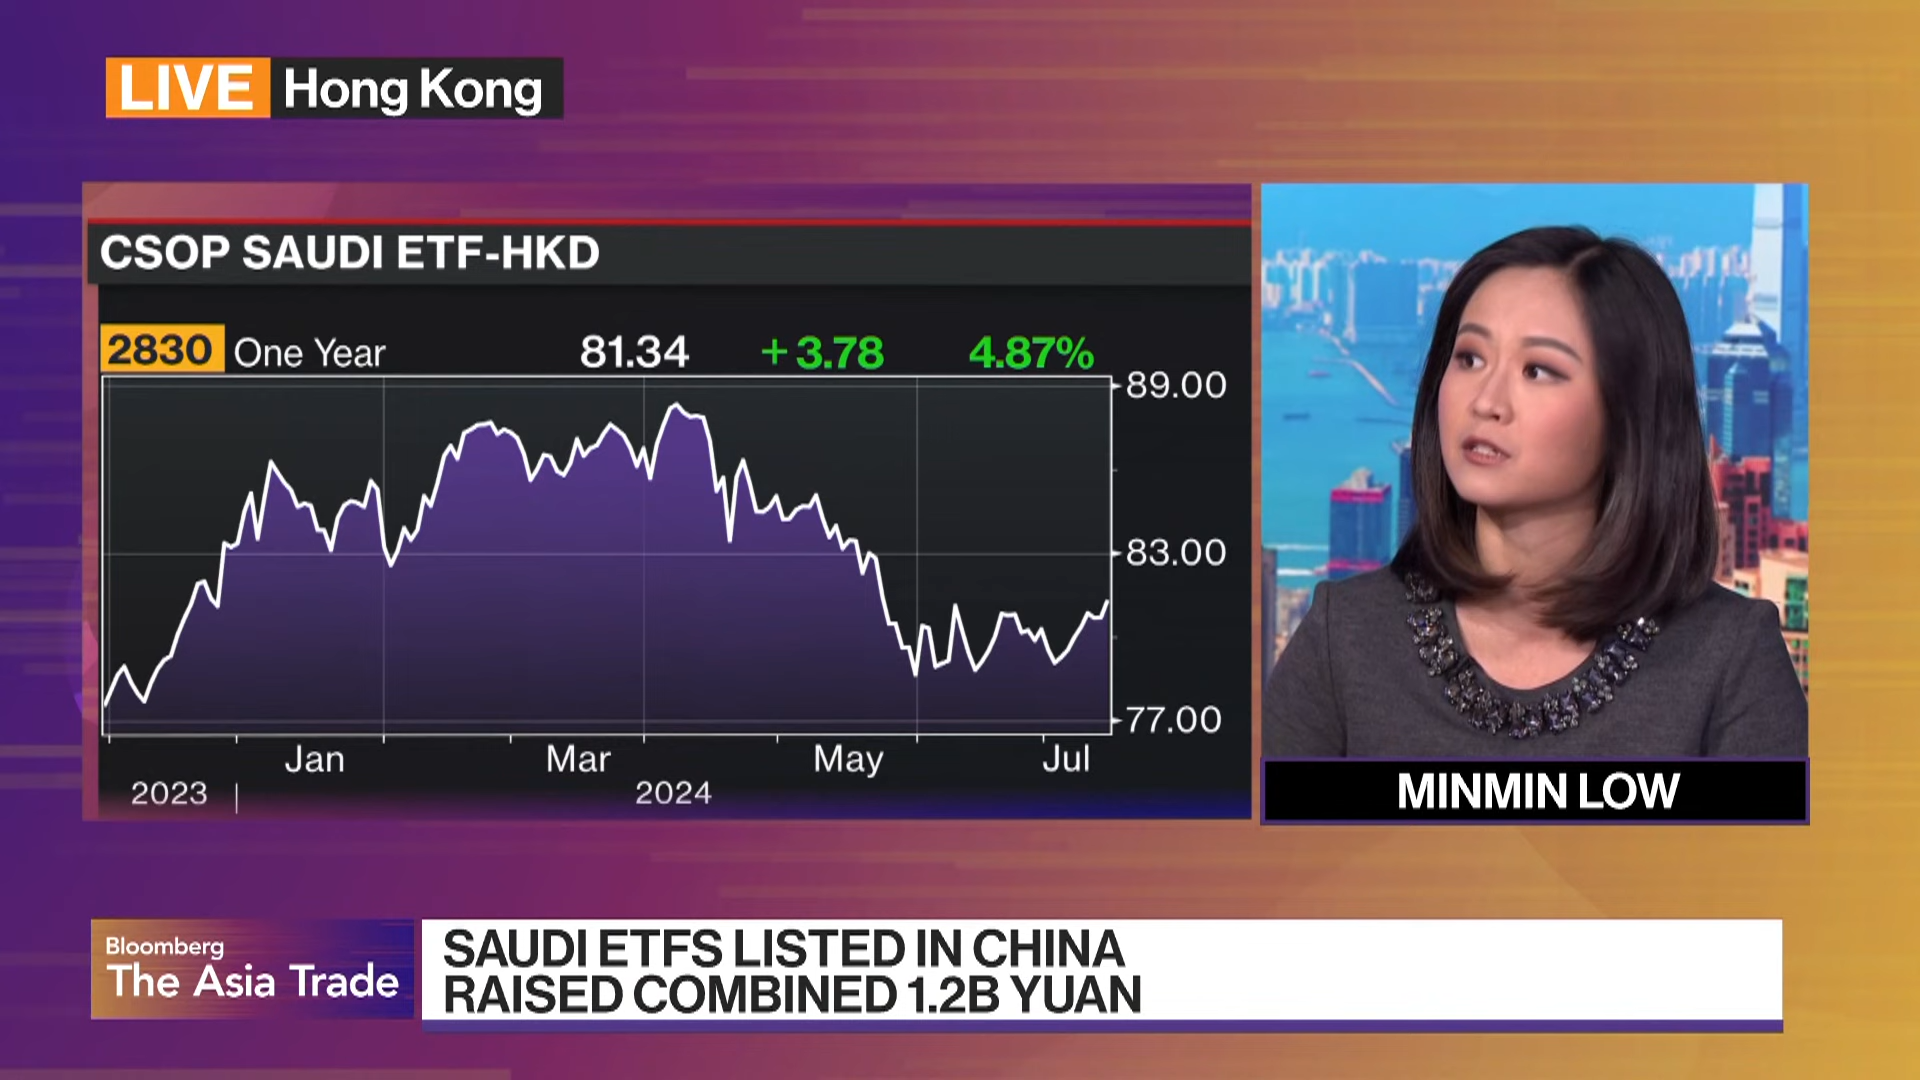 LIVE Hong Kong
CSOP SAUDI ETF-HKD
2830 One Year 81.34 +3.78 4.87%
89.00
83.00
77.00
Jan Mar May Jul
2023 | 2024
MINMIN LOW
Bloomberg
The Asia Trade
SAUDI ETFS LISTED IN CHINA
RAISED COMBINED 1.2B YUAN